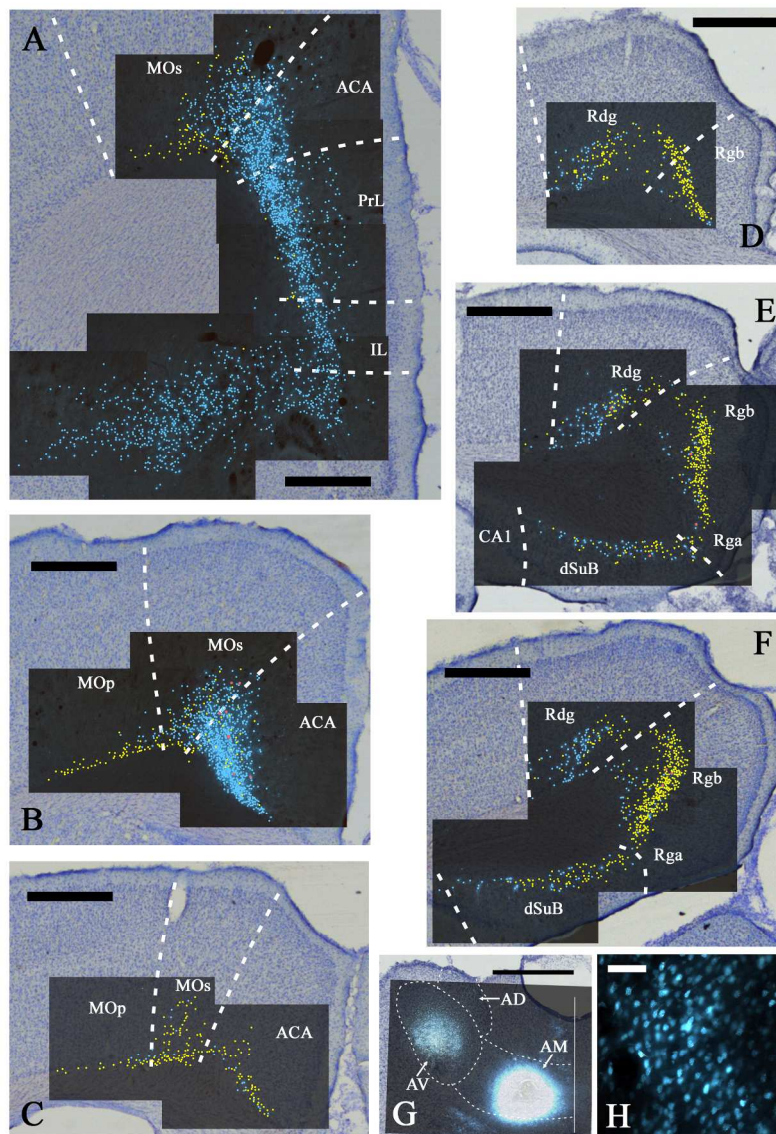 A
MOs
ACA
PrL
IL
B
MOp
MOs
ACA
C
MOp
MOs
ACA
D
Rdg
Rgb
E
Rdg
Rgb
CA1
dSuB
Rga
F
Rdg
Rgb
Rga
dSuB
G
AD
AV
AM
H